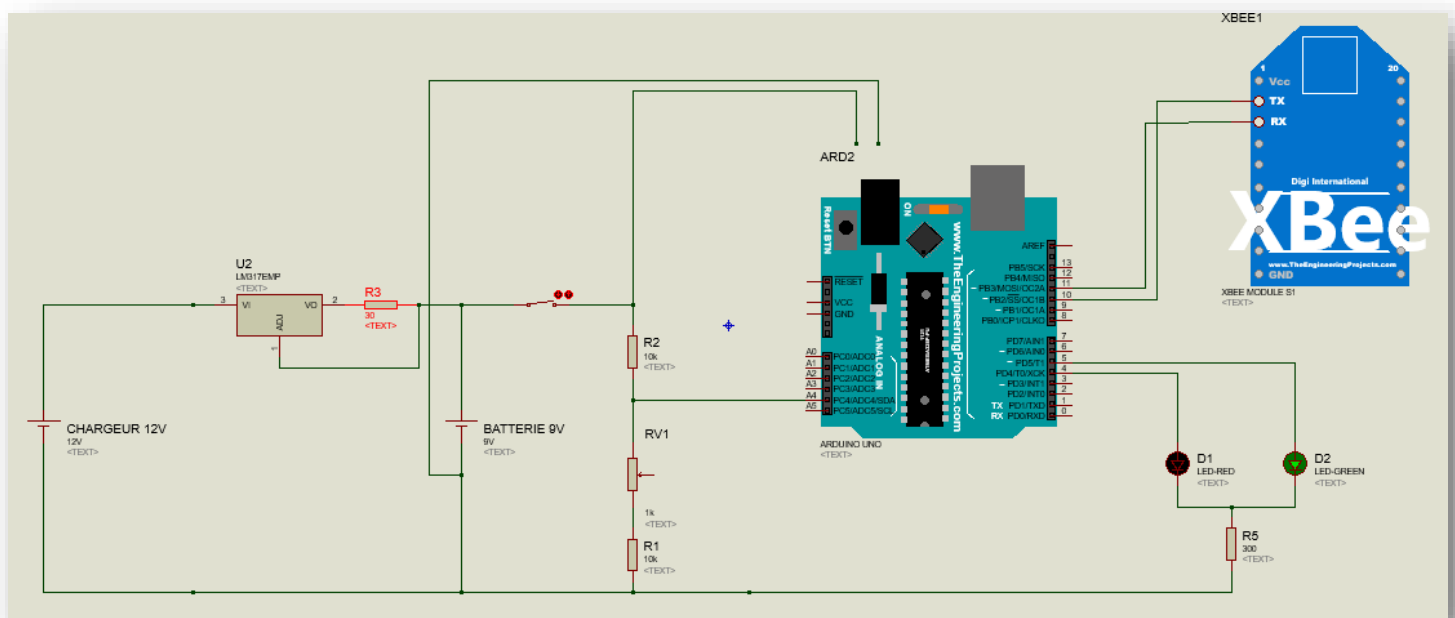 XBEE1
1
20
Vcc
TX
RX
Digi International
XBee
www.TheEngineeringProjects.com
GND
XBEE MODULE S1
<TEXT>
ARD2
Reset BTN
ON
www.TheEngineeringProjects.com
ANALOG IN
RESET
VCC
GND
A0 PC0/ADC0
A1 PC1/ADC1
A2 PC2/ADC2
A3 PC3/ADC3
A4 PC4/ADC4/SDA
A5 PC5/ADC5/SCL
AREF
PB5/SCK 13
PB4/MISO 12
~PB3/MOSI/OC2A 11
~PB2/SS/OC1B 10
~PB1/OC1A 9
PB0/ICP1/CLKO 8
PD7/AIN1 7
~PD6/AIN0 6
~PD5/T1 5
PD4/T0/XCK 4
~PD3/INT1 3
PD2/INT0 2
TX PD1/TXD 1
RX PD0/RXD 0
ARDUINO UNO
<TEXT>
U2
LM317EMP
<TEXT>
3 VI
VO 2
ADJ
1
R3
30
<TEXT>
R2
10k
<TEXT>
CHARGEUR 12V
12V
<TEXT>
BATTERIE 9V
9V
<TEXT>
RV1
1k
<TEXT>
R1
10k
<TEXT>
D1
LED-RED
<TEXT>
D2
LED-GREEN
<TEXT>
R5
300
<TEXT>